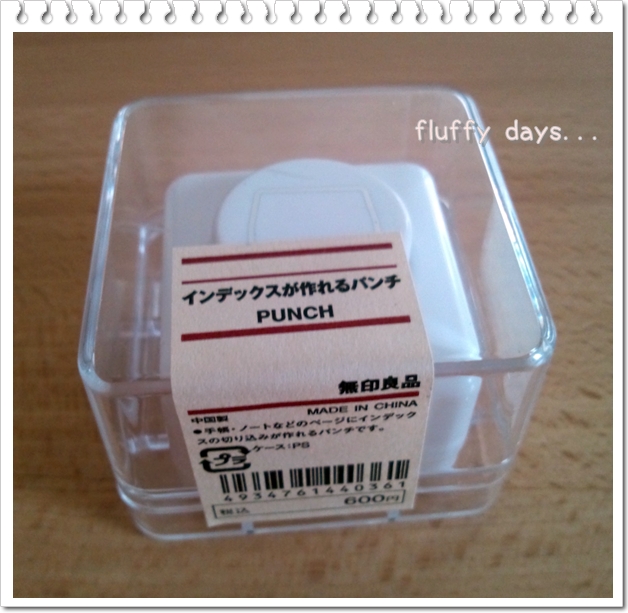 fluffy days...
インデックスが作れるパンチ
PUNCH
無印良品
中国製 MADE IN CHINA
●手帳・ノートなどのページにインデック
スの切り込みが作れるパンチです。
プラ ケース:PS
4934761440361
税込 600円